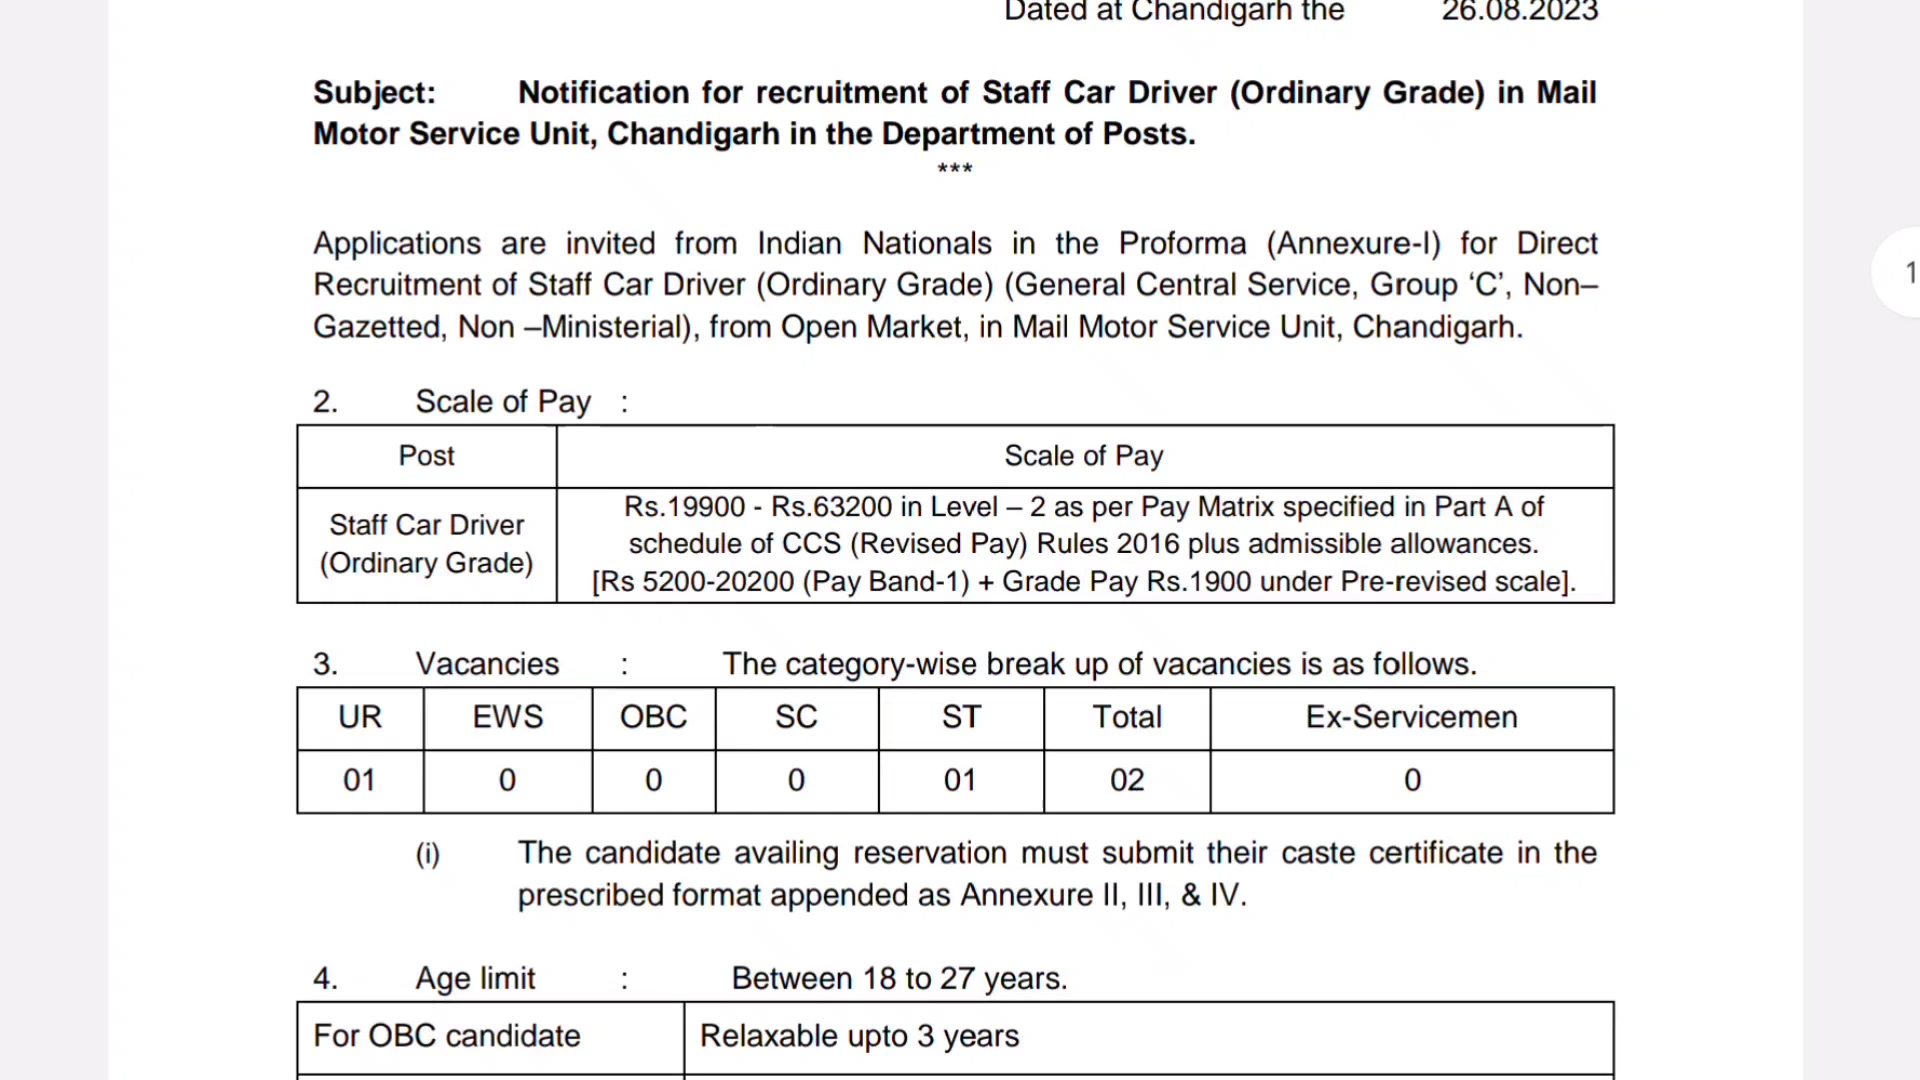 Dated at Chandigarh the 26.08.2023
Subject: Notification for recruitment of Staff Car Driver (Ordinary Grade) in Mail
Motor Service Unit, Chandigarh in the Department of Posts.
***
Applications are invited from Indian Nationals in the Proforma (Annexure-I) for Direct
Recruitment of Staff Car Driver (Ordinary Grade) (General Central Service, Group ‘C’, Non–
Gazetted, Non –Ministerial), from Open Market, in Mail Motor Service Unit, Chandigarh.
2. Scale of Pay :
Post Scale of Pay
Staff Car Driver
(Ordinary Grade)
Rs.19900 - Rs.63200 in Level – 2 as per Pay Matrix specified in Part A of
schedule of CCS (Revised Pay) Rules 2016 plus admissible allowances.
[Rs 5200-20200 (Pay Band-1) + Grade Pay Rs.1900 under Pre-revised scale].
3. Vacancies : The category-wise break up of vacancies is as follows.
UR EWS OBC SC ST Total Ex-Servicemen
01 0 0 0 01 02 0
(i) The candidate availing reservation must submit their caste certificate in the
prescribed format appended as Annexure II, III, & IV.
4. Age limit : Between 18 to 27 years.
For OBC candidate Relaxable upto 3 years
1